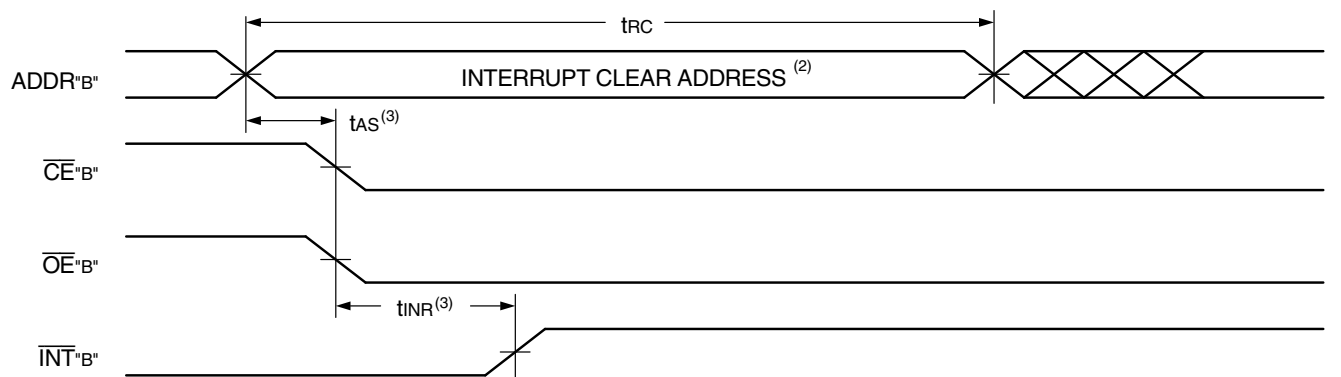 tRC
ADDR"B"
INTERRUPT CLEAR ADDRESS (2)
tAS(3)
CE"B"
OE"B"
tINR(3)
INT"B"